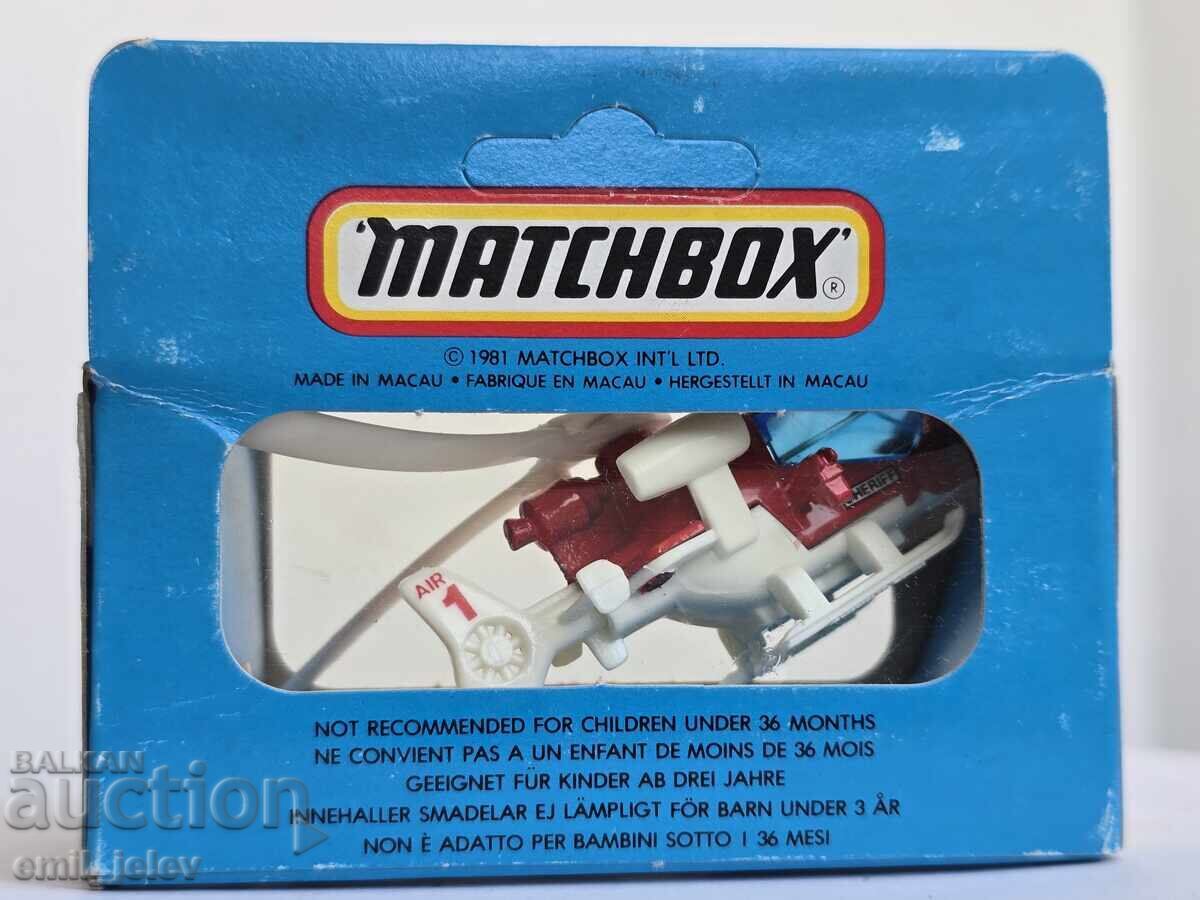 'MATCHBOX'®
© 1981 MATCHBOX INT'L LTD.
MADE IN MACAU • FABRIQUE EN MACAU • HERGESTELLT IN MACAU
HERIFF
AIR
1
NOT RECOMMENDED FOR CHILDREN UNDER 36 MONTHS
NE CONVIENT PAS A UN ENFANT DE MOINS DE 36 MOIS
GEEIGNET FÜR KINDER AB DREI JAHRE
INNEHALLER SMADELAR EJ LÄMPLIGT FÖR BARN UNDER 3 ÅR
NON È ADATTO PER BAMBINI SOTTO I 36 MESI
BALKAN
auction
emil_jelev